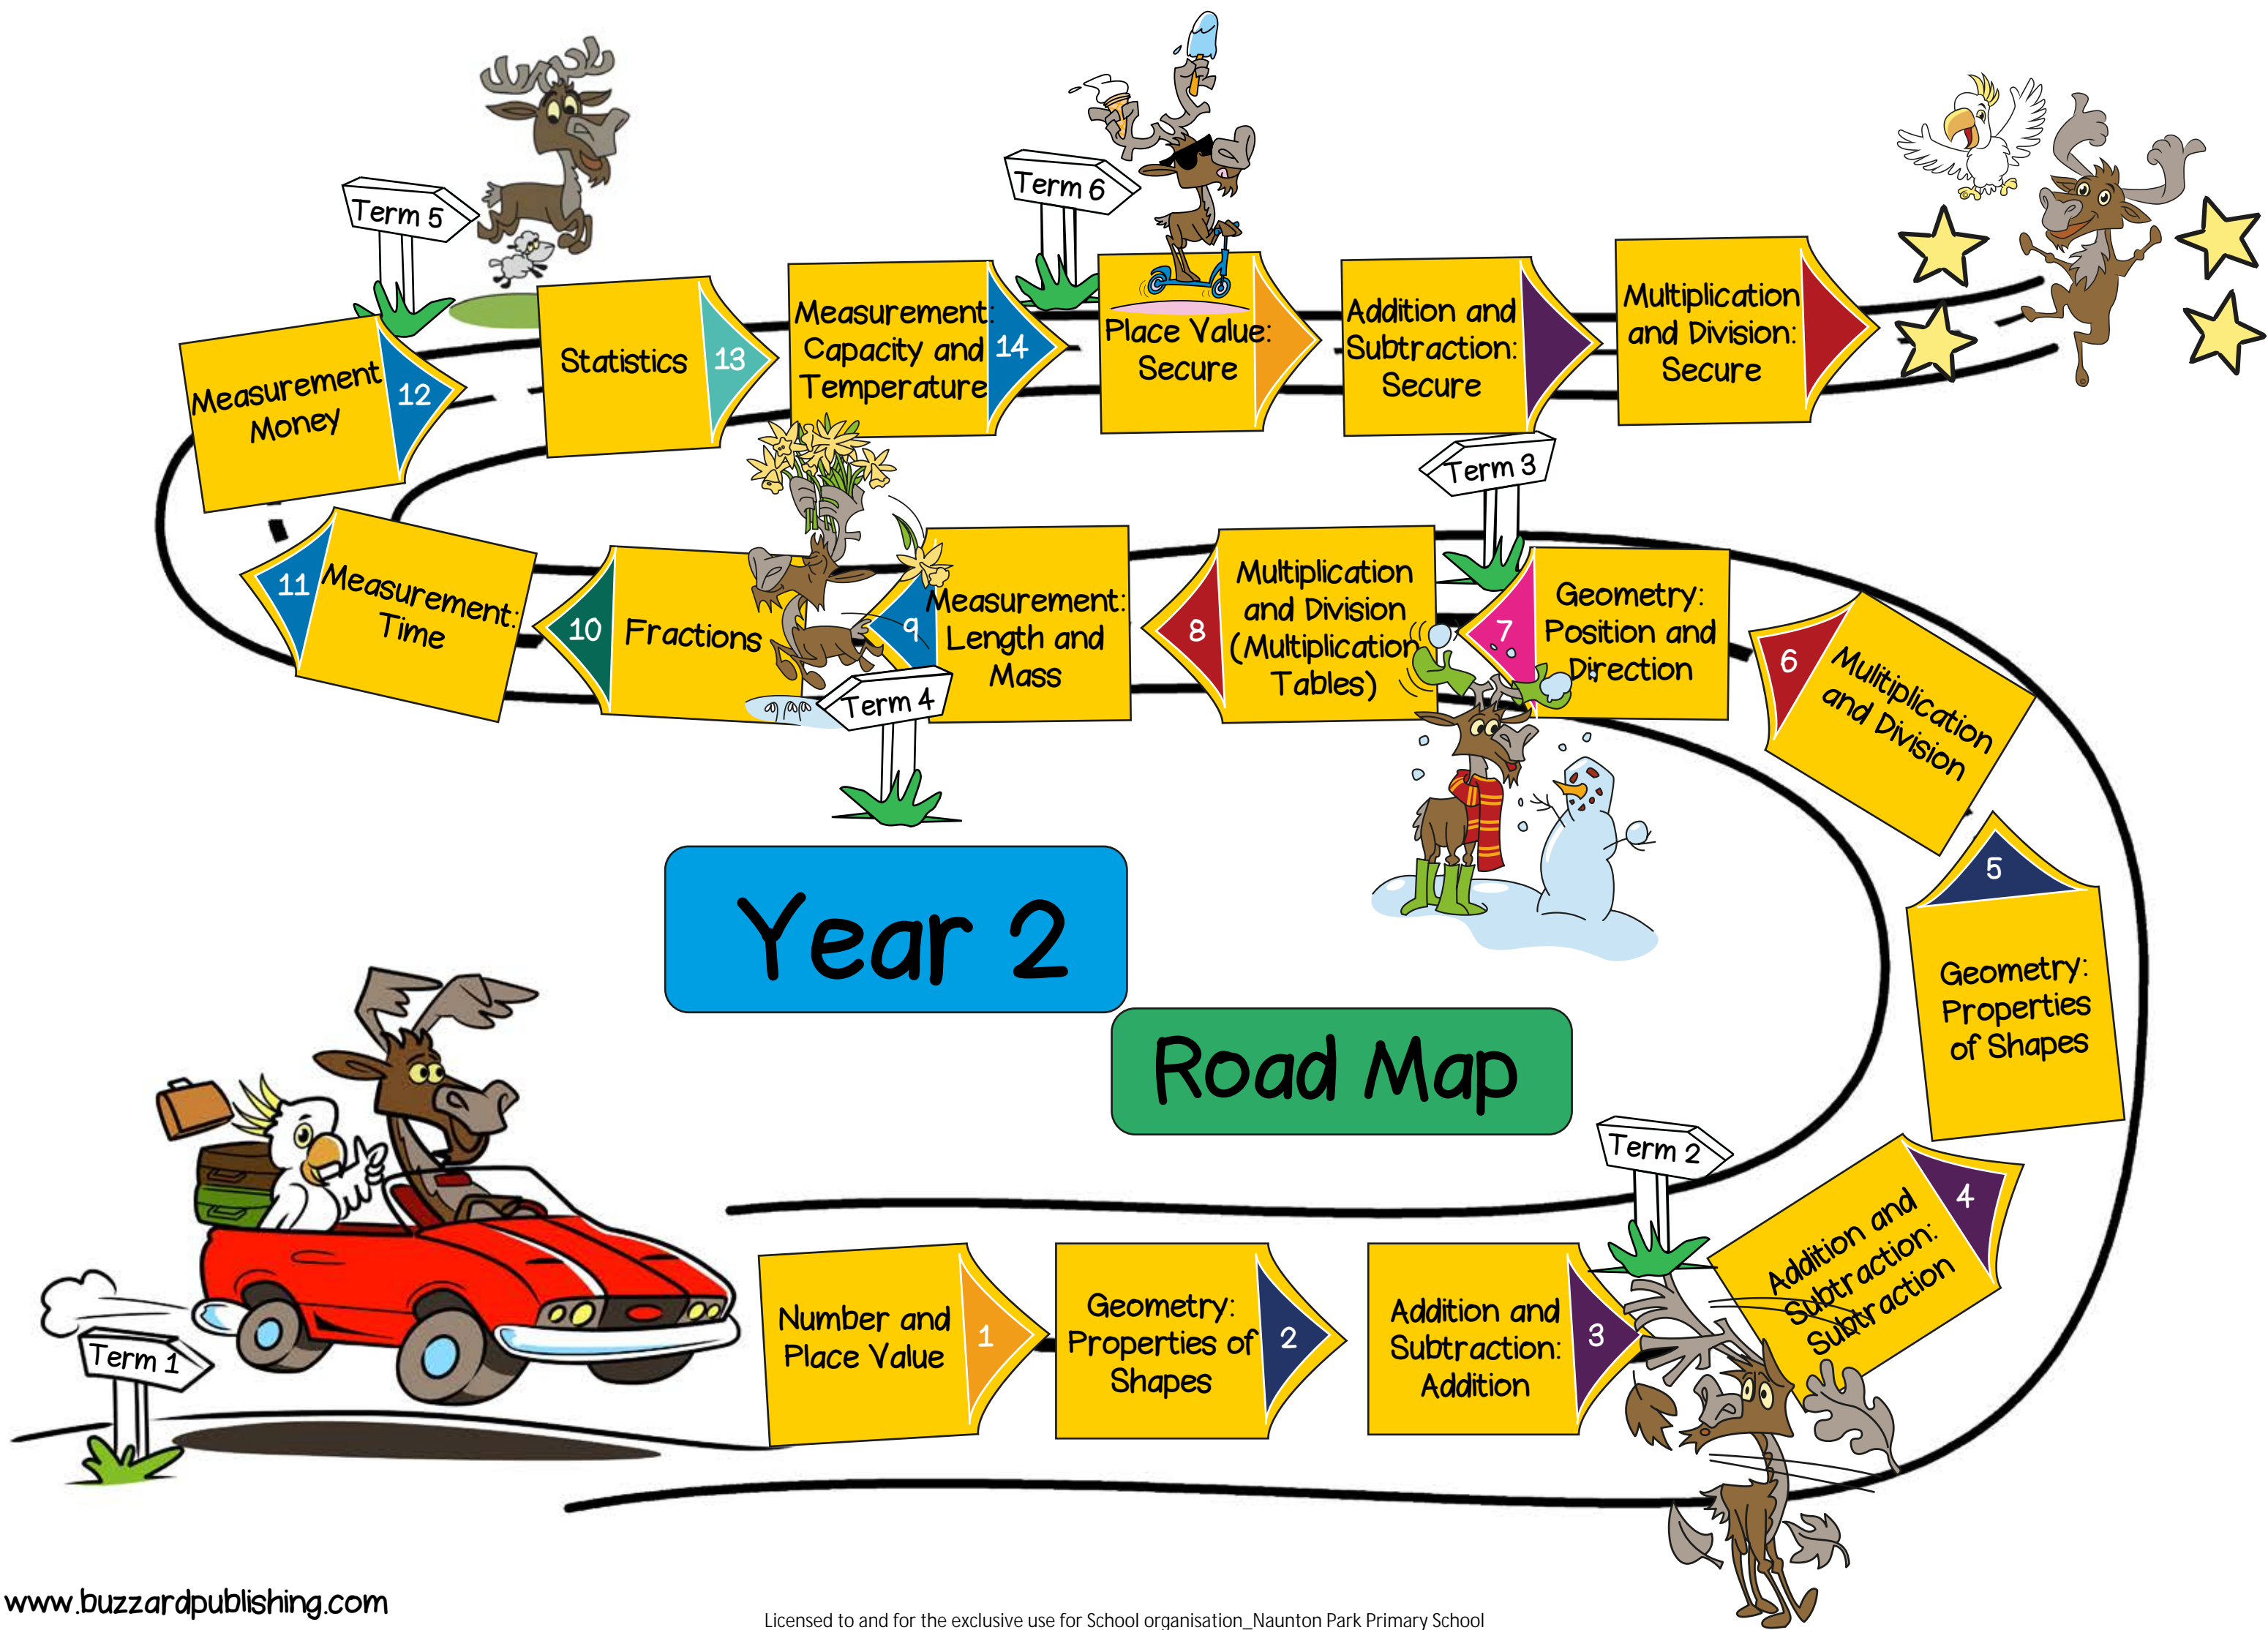 Term 1
Number and
Place Value
1
Geometry:
Properties of
Shapes
2
Addition and
Subtraction:
Addition
3
Term 2
Addition and
Subtraction:
Subtraction
4
Geometry:
Properties
of Shapes
5
Mulitiplication
and Division
6
Geometry:
Position and
Direction
7
Term 3
Multiplication
and Division
(Multiplication
Tables)
8
Measurement:
Length and
Mass
9
Term 4
Fractions
10
Measurement:
Time
11
Measurement
Money
12
Term 5
Statistics
13
Measurement:
Capacity and
Temperature
14
Term 6
Place Value:
Secure
Addition and
Subtraction:
Secure
Multiplication
and Division:
Secure
Year 2
Road Map
www.buzzardpublishing.com
Licensed to and for the exclusive use for School organisation_Naunton Park Primary School